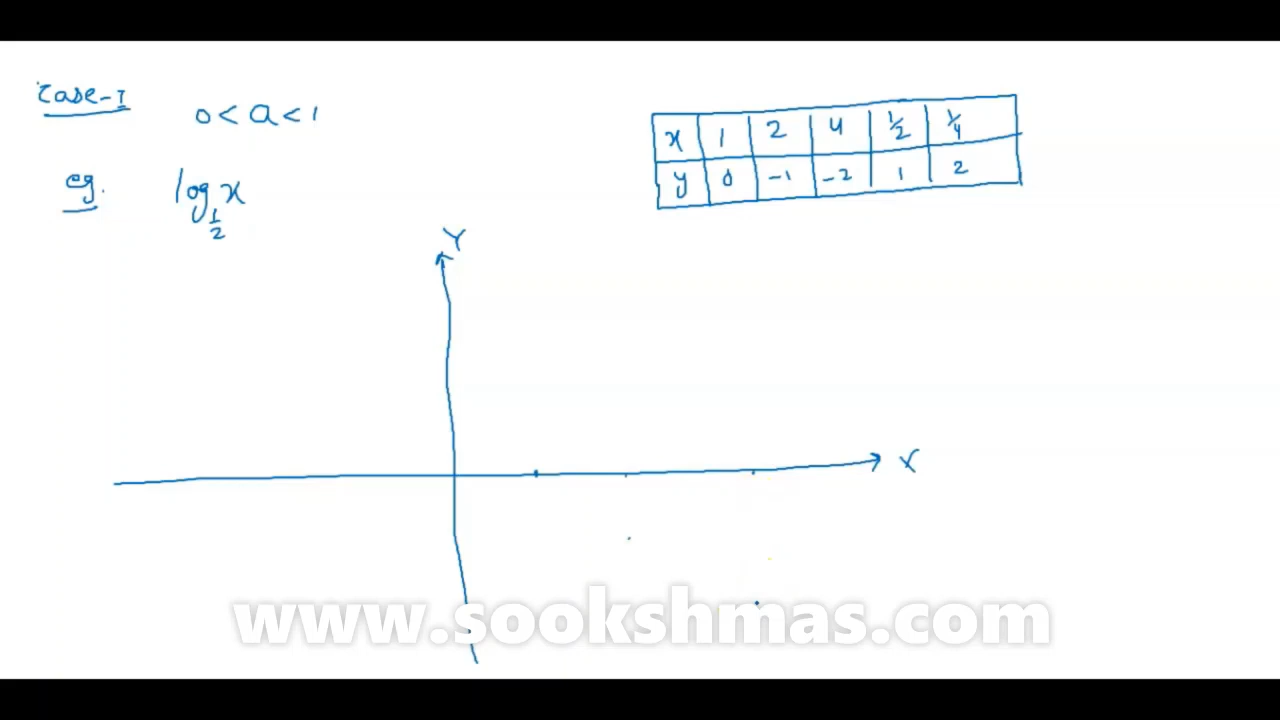 Case-I
0 < a < 1
eg. log 1/2 x
x 1 2 4 1/2 1/4
y 0 -1 -2 1 2
Y
X
www.sookshmas.com